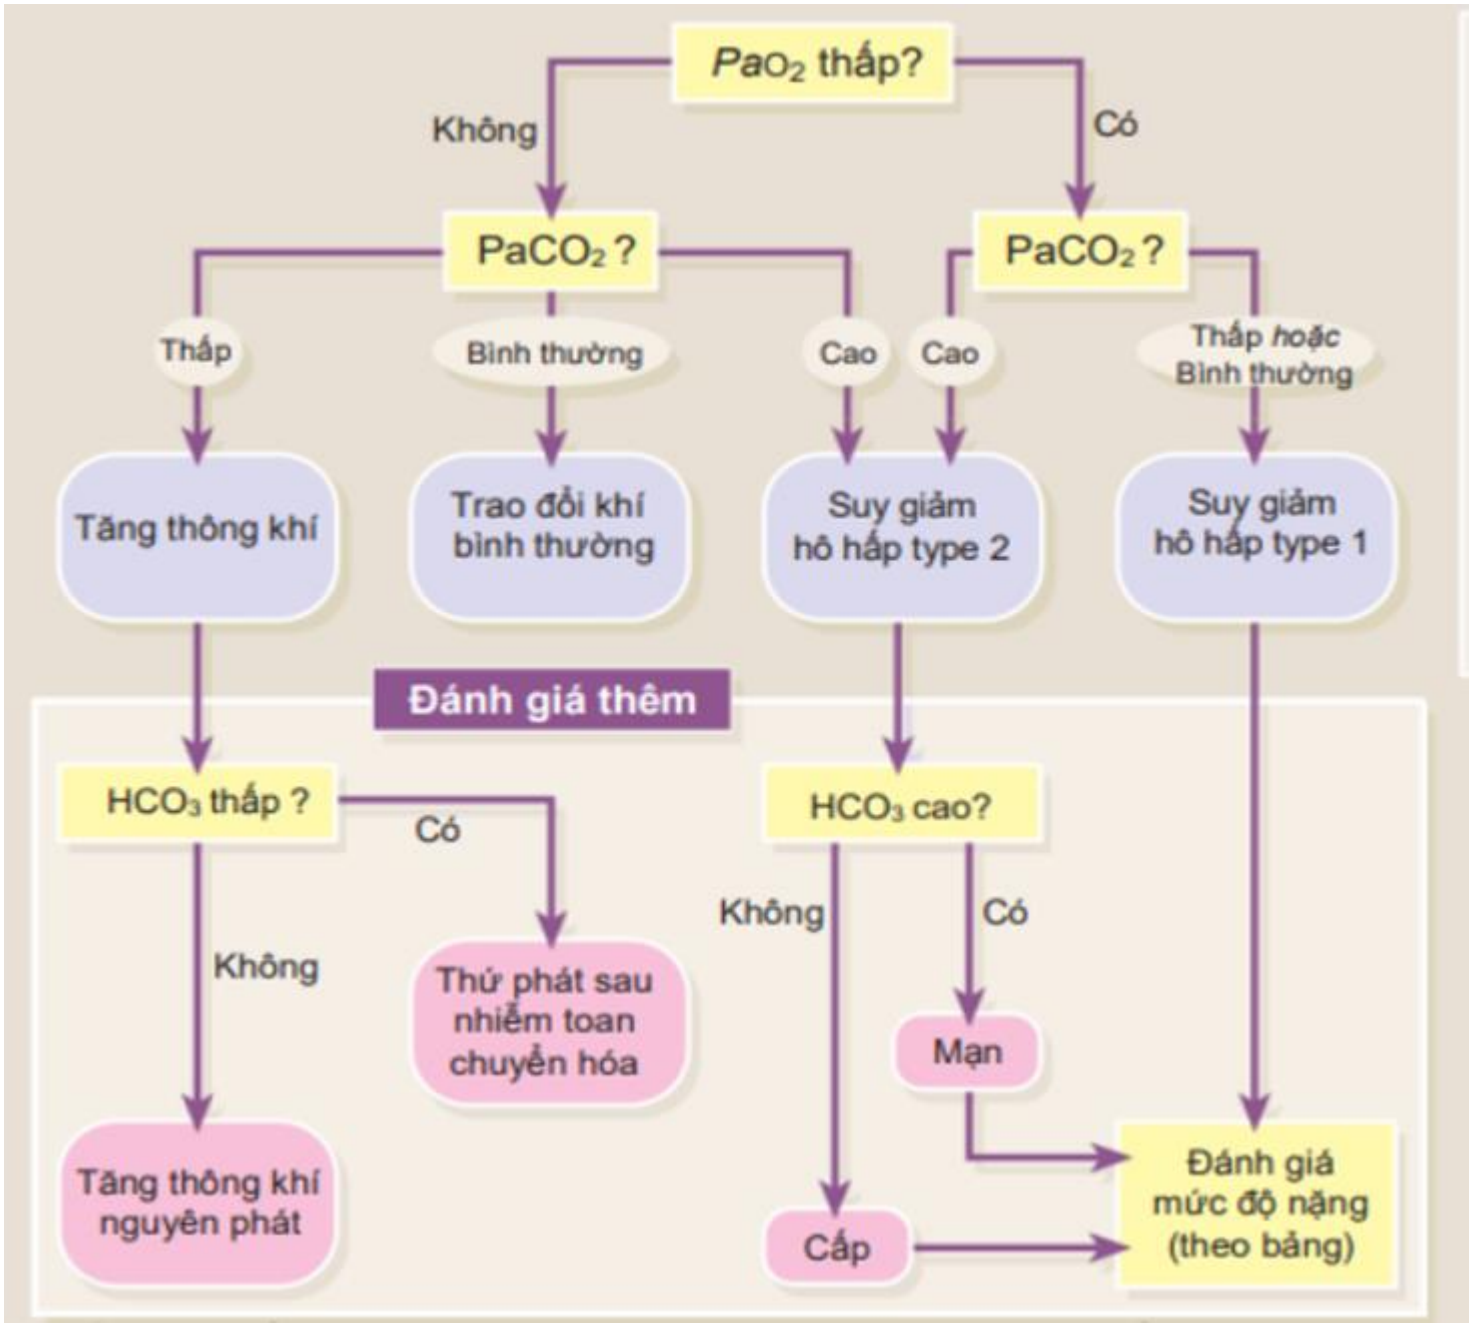 PaO₂ thấp?
Không
Có
PaCO₂ ?
PaCO₂ ?
Thấp
Bình thường
Cao
Cao
Thấp hoặc
Bình thường
Tăng thông khí
Trao đổi khí
bình thường
Suy giảm
hô hấp type 2
Suy giảm
hô hấp type 1
Đánh giá thêm
HCO₃ thấp ?
Có
HCO₃ cao?
Không
Có
Không
Thứ phát sau
nhiễm toan
chuyển hóa
Mạn
Tăng thông khí
nguyên phát
Cấp
Đánh giá
mức độ nặng
(theo bảng)